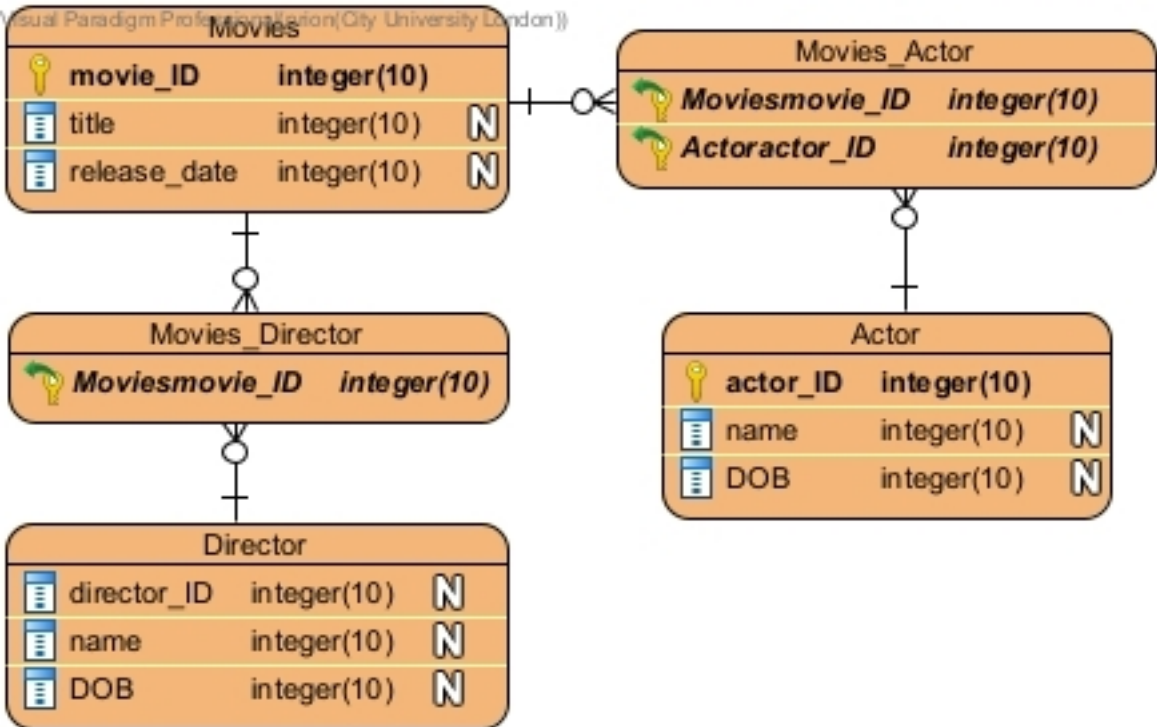 Visual Paradigm Professional(orion(City University London))
Movies
movie_ID integer(10)
title integer(10) N
release_date integer(10) N
Movies_Actor
Moviesmovie_ID integer(10)
Actoractor_ID integer(10)
Movies_Director
Moviesmovie_ID integer(10)
Actor
actor_ID integer(10)
name integer(10) N
DOB integer(10) N
Director
director_ID integer(10) N
name integer(10) N
DOB integer(10) N